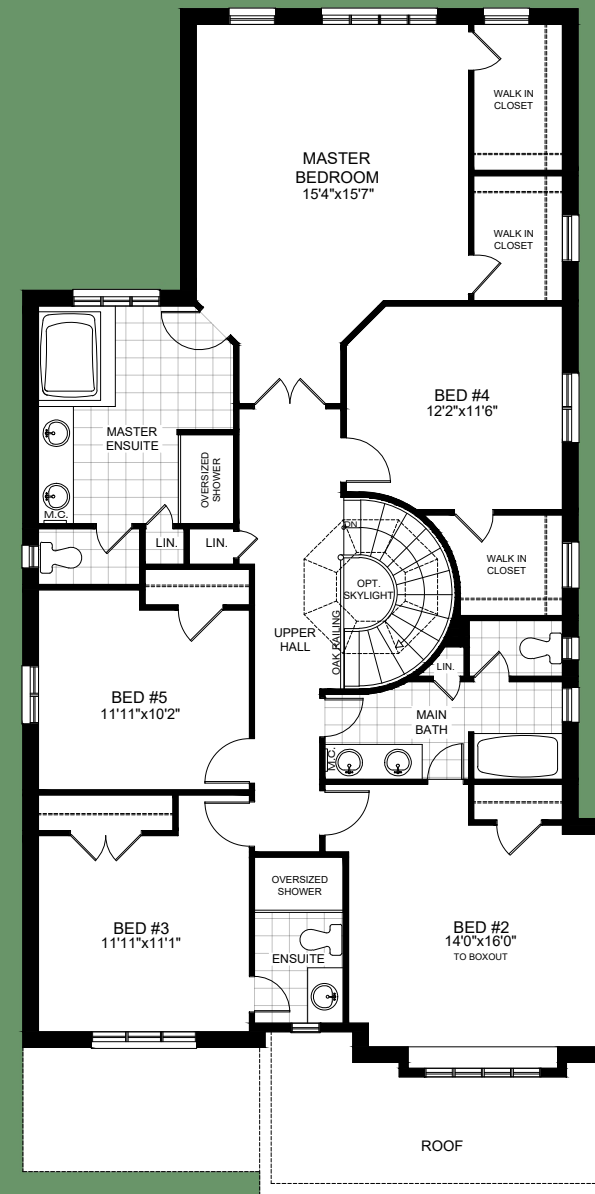 WALK IN
CLOSET
MASTER
BEDROOM
15'4"x15'7"
WALK IN
CLOSET
BED #4
12'2"x11'6"
MASTER
ENSUITE
OVERSIZED
SHOWER
M.C.
DN
LIN.
LIN.
WALK IN
CLOSET
OPT.
SKYLIGHT
UPPER
HALL
OAK RAILING
LIN.
BED #5
11'11"x10'2"
MAIN
BATH
M.C.
OVERSIZED
SHOWER
BED #3
11'11"x11'1"
BED #2
14'0"x16'0"
TO BOXOUT
ENSUITE
ROOF